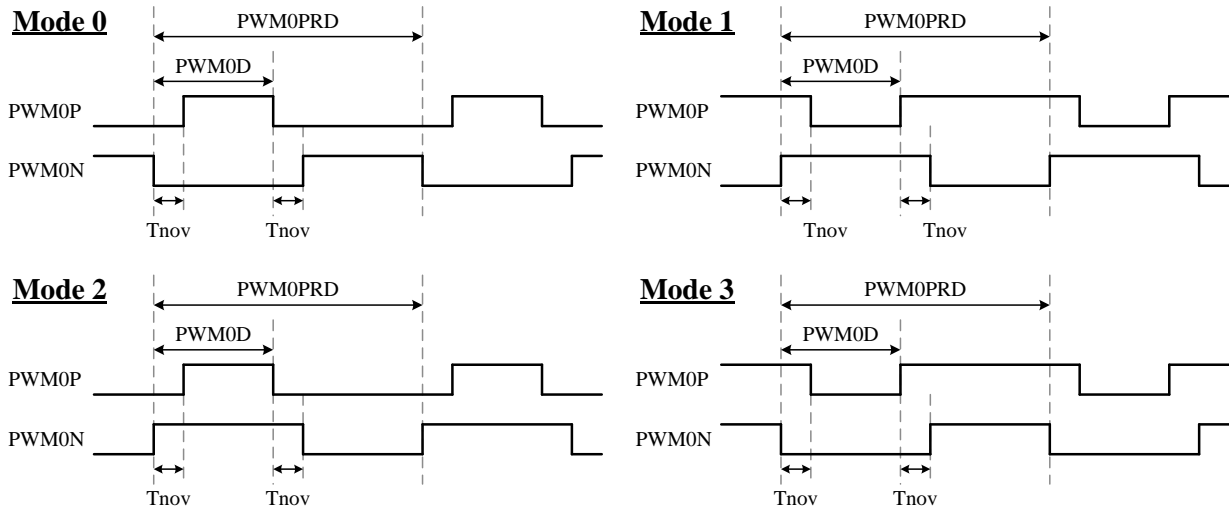 Mode 0
PWM0PRD
PWM0D
PWM0P
PWM0N
Tnov
Tnov
Mode 1
PWM0PRD
PWM0D
PWM0P
PWM0N
Tnov
Tnov
Mode 2
PWM0PRD
PWM0D
PWM0P
PWM0N
Tnov
Tnov
Mode 3
PWM0PRD
PWM0D
PWM0P
PWM0N
Tnov
Tnov